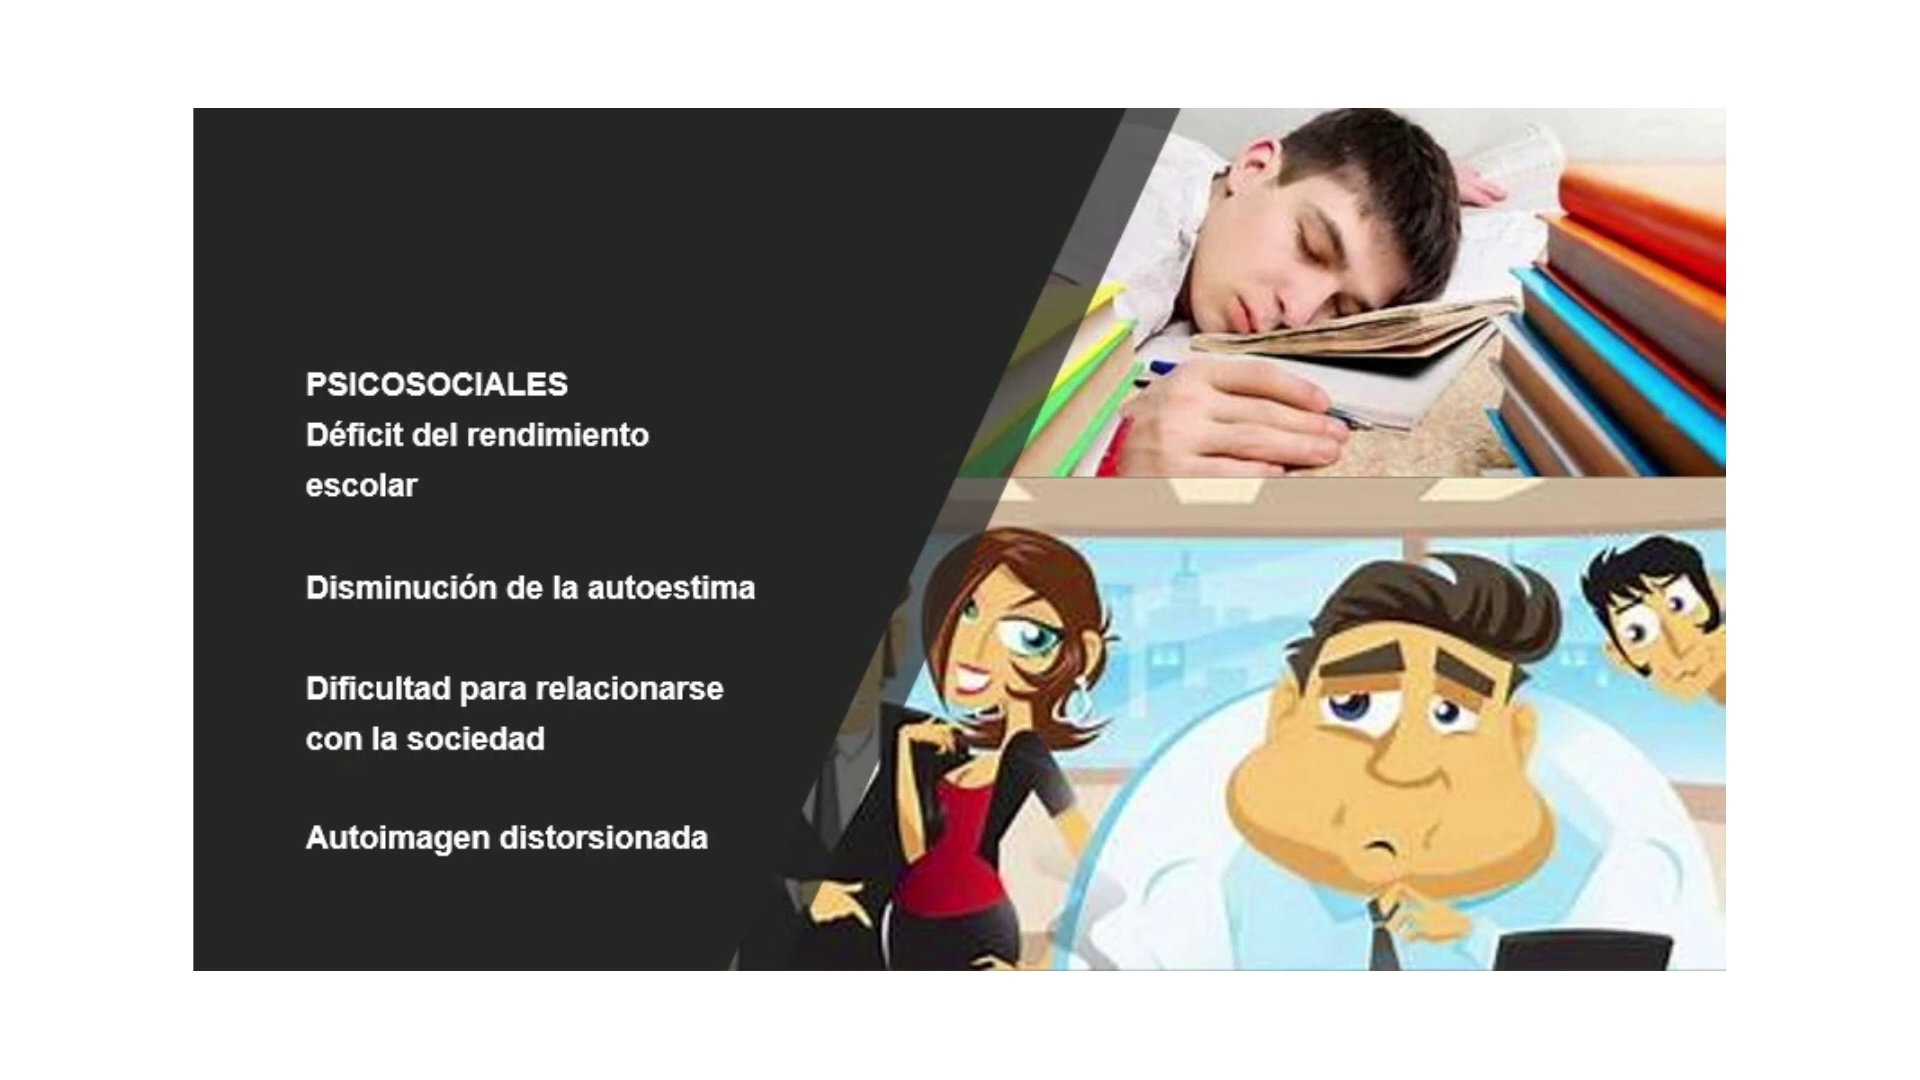 PSICOSOCIALES
Déficit del rendimiento
escolar
Disminución de la autoestima
Dificultad para relacionarse
con la sociedad
Autoimagen distorsionada